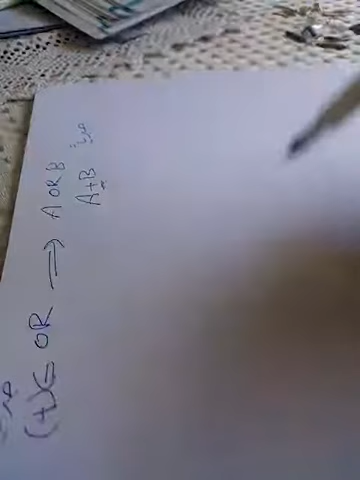 (+) ⇐ OR ⟹ A OR B
A+B